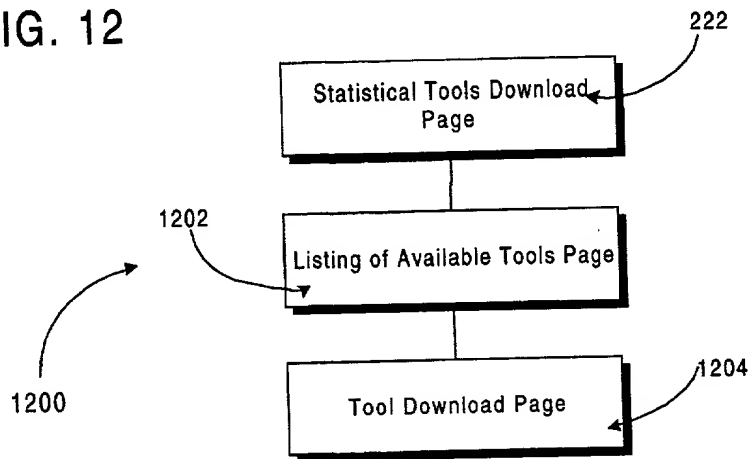 IG. 12
222
Statistical Tools Download
Page
1202
Listing of Available Tools Page
1200
1204
Tool Download Page